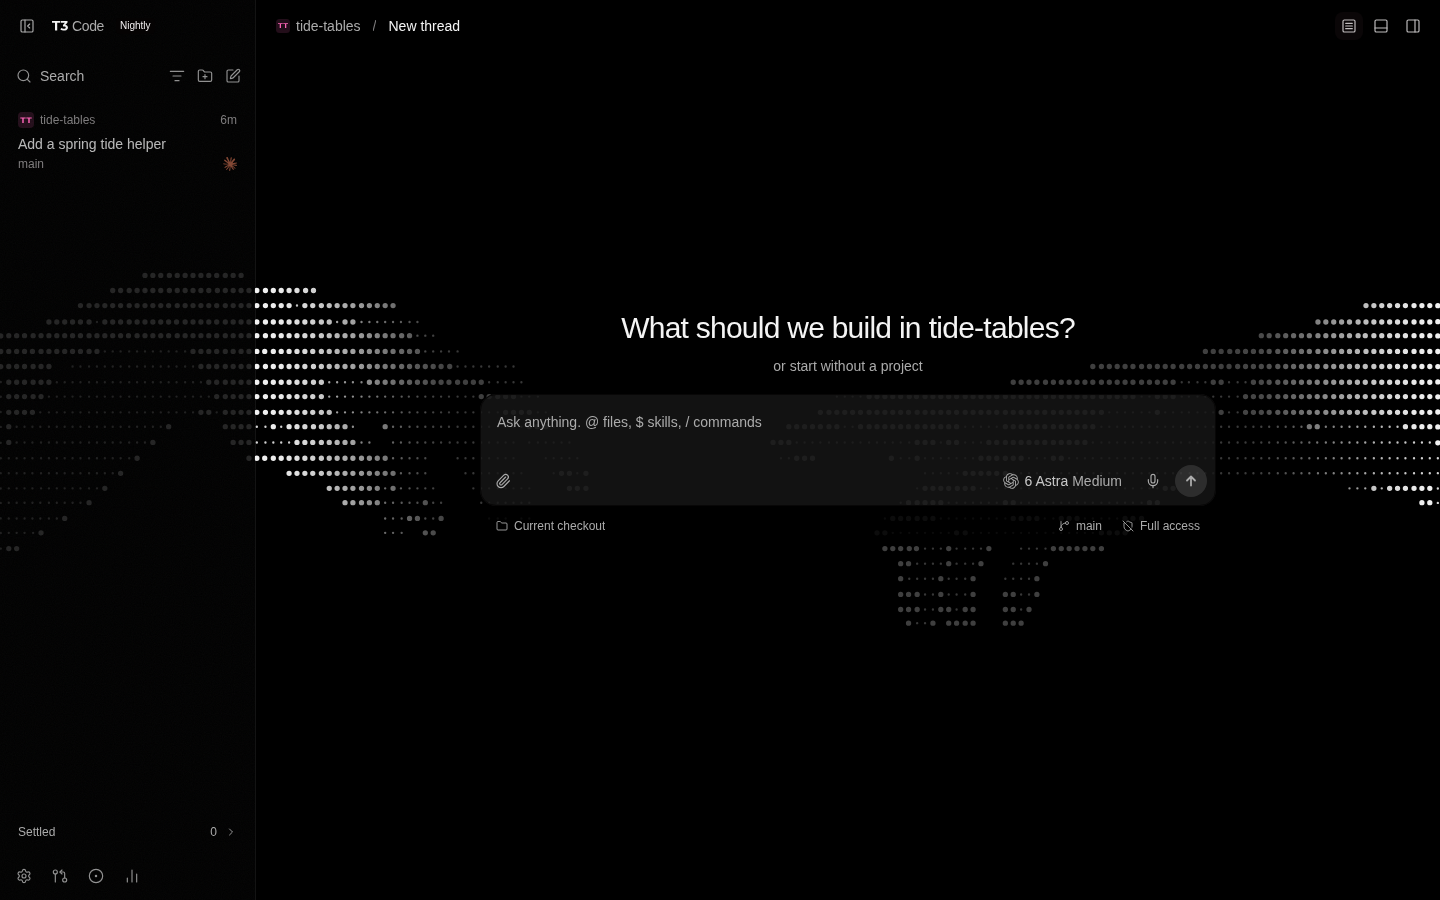 T3 Code Nightly
TT tide-tables / New thread
Search
TT tide-tables 6m
Add a spring tide helper
main
What should we build in tide-tables?
or start without a project
Ask anything. @ files, $ skills, / commands
6 Astra Medium
Current checkout
main
Full access
Settled 0